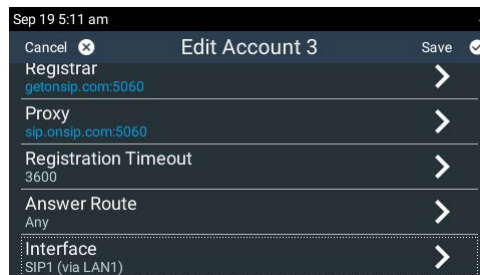 Sep 19 5:11 am
Cancel Edit Account 3 Save
Registrar
getonsip.com:5060
Proxy
sip.onsip.com:5060
Registration Timeout
3600
Answer Route
Any
Interface
SIP1 (via LAN1)